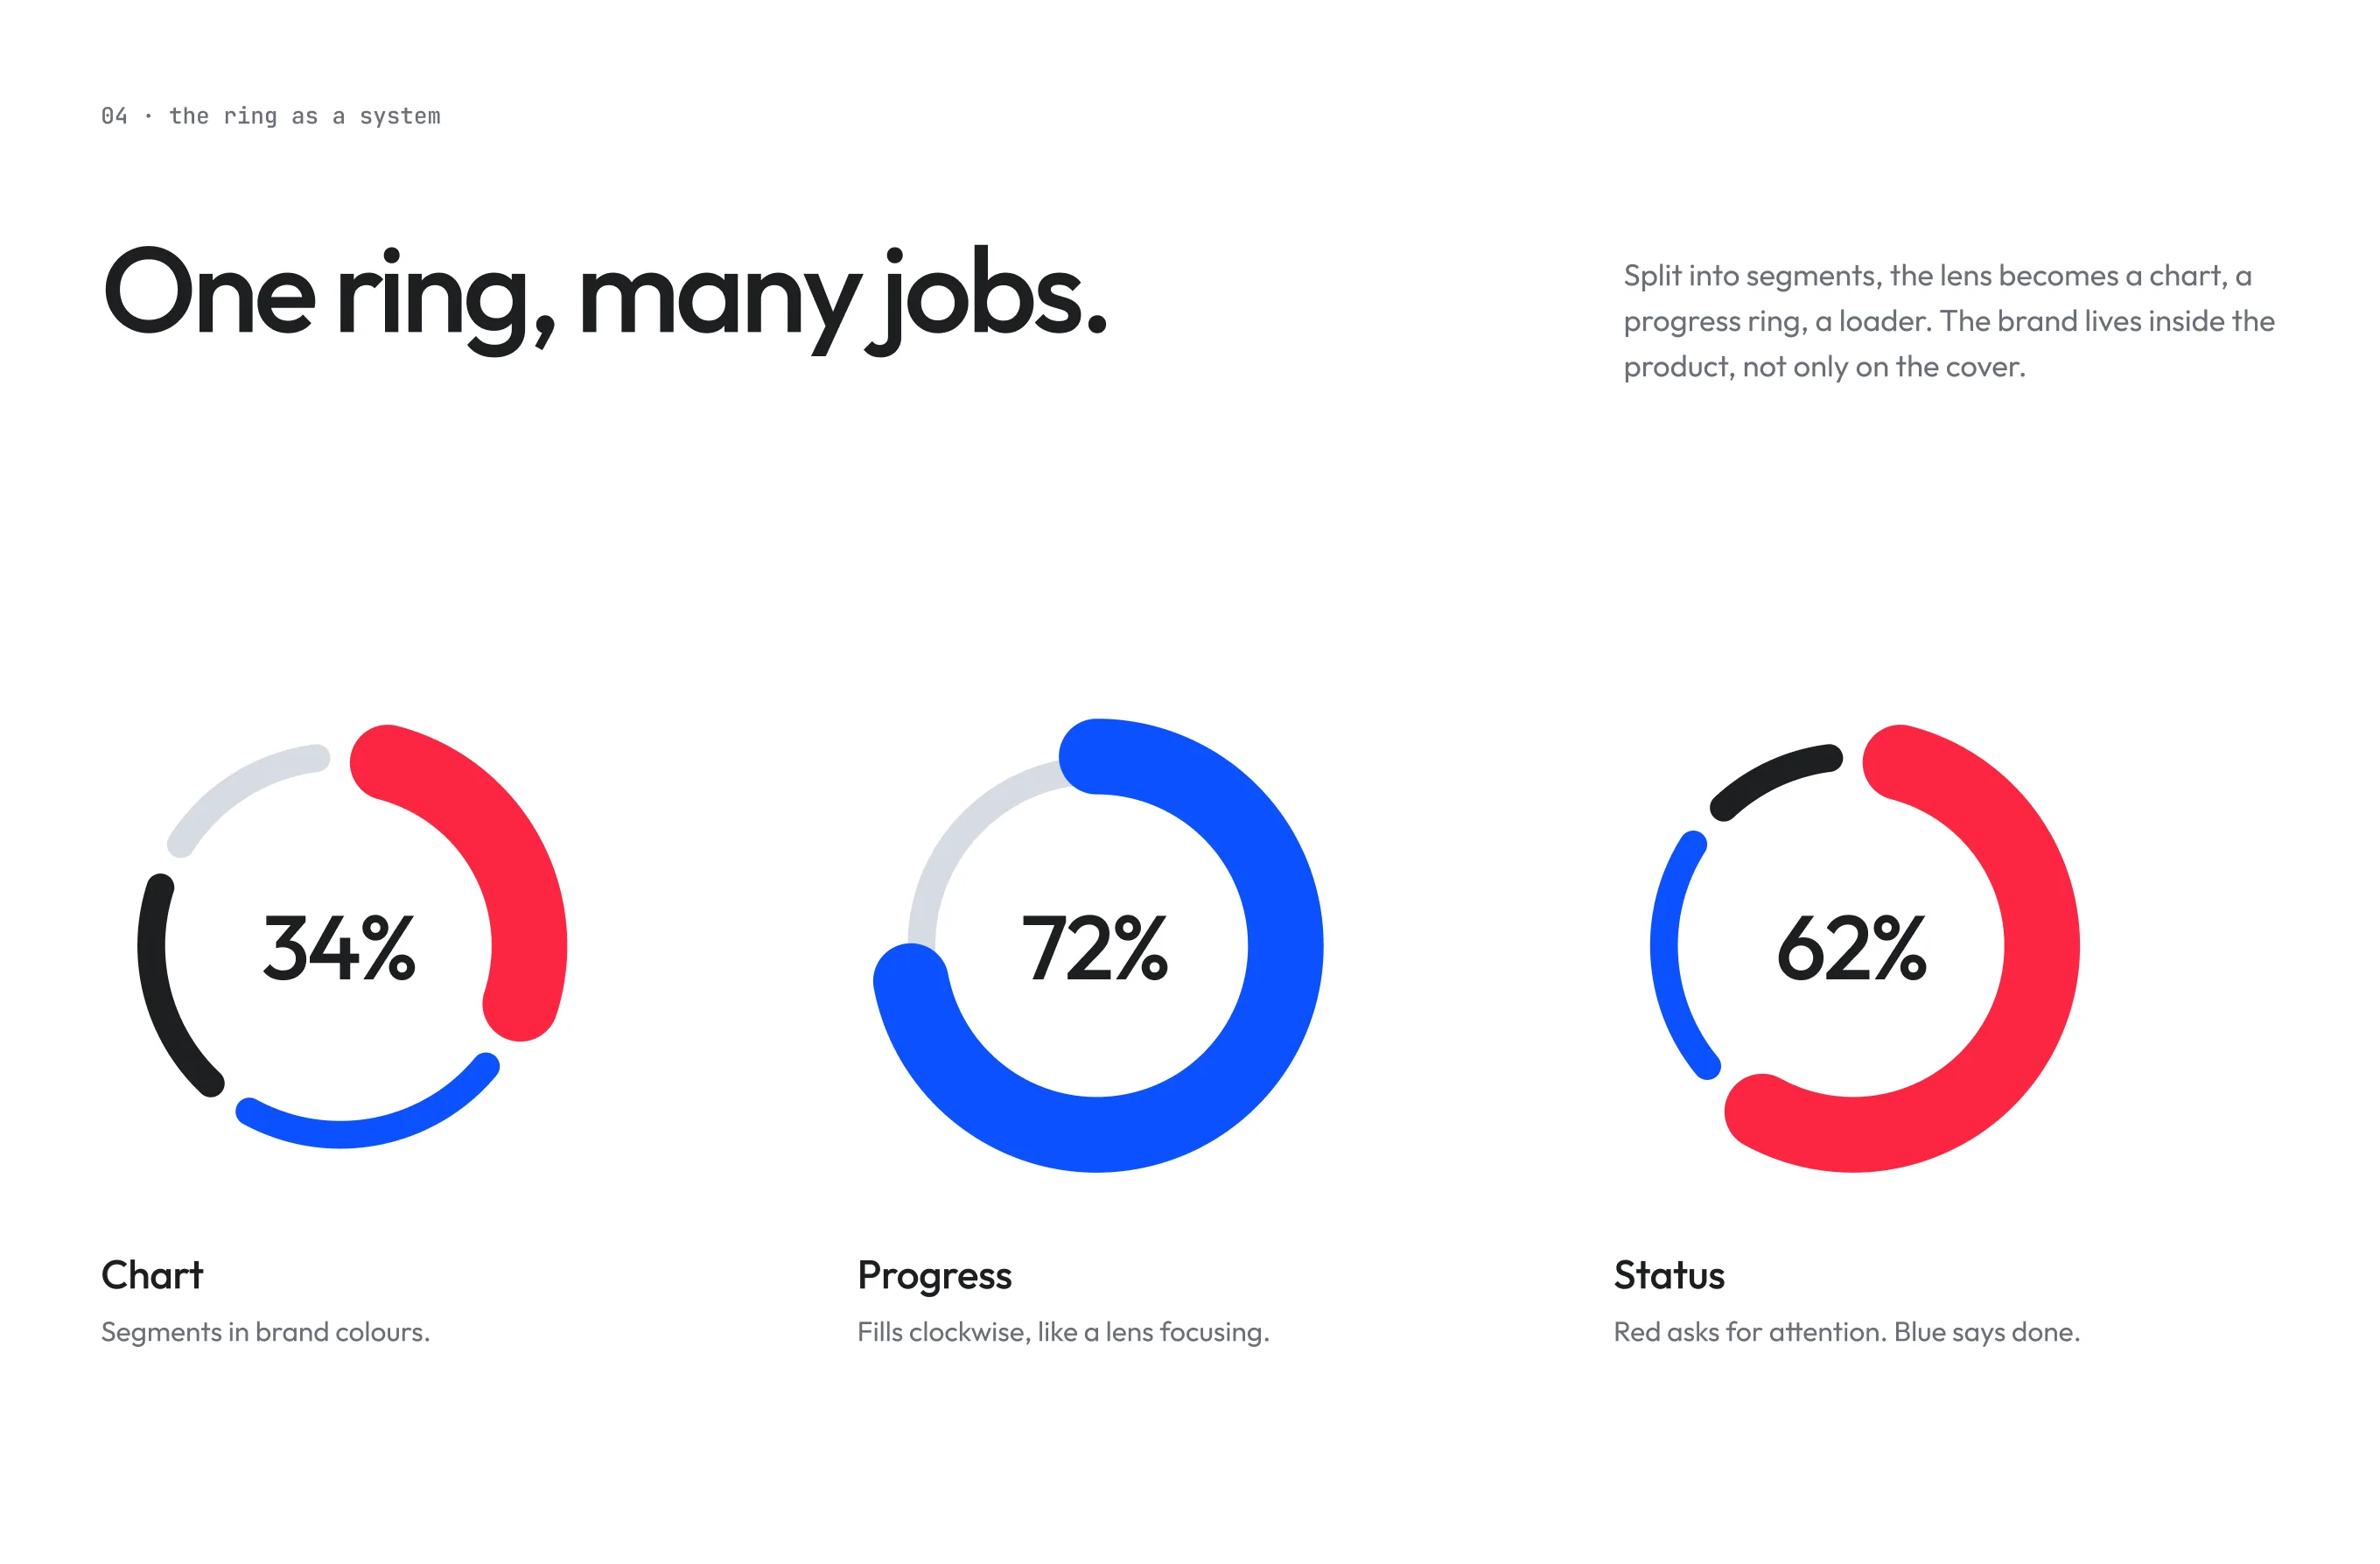 04 · the ring as a system
One ring, many jobs.
Split into segments, the lens becomes a chart, a
progress ring, a loader. The brand lives inside the
product, not only on the cover.
34%
72%
62%
Chart
Segments in brand colours.
Progress
Fills clockwise, like a lens focusing.
Status
Red asks for attention. Blue says done.